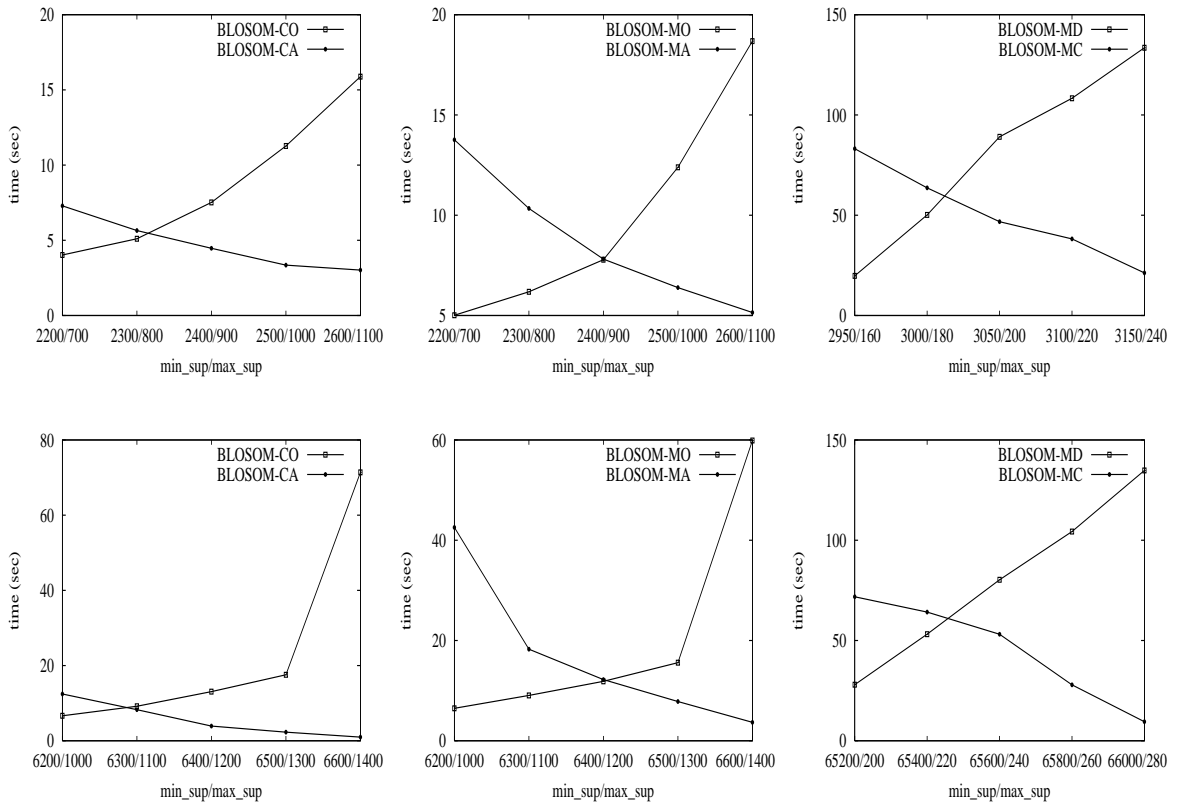 20
15
10
5
0
time (sec)
BLOSOM-CO
BLOSOM-CA
2200/700 2300/800 2400/900 2500/1000 2600/1100
min_sup/max_sup
20
15
10
5
time (sec)
BLOSOM-MO
BLOSOM-MA
2200/700 2300/800 2400/900 2500/1000 2600/1100
min_sup/max_sup
150
100
50
0
time (sec)
BLOSOM-MD
BLOSOM-MC
2950/160 3000/180 3050/200 3100/220 3150/240
min_sup/max_sup
80
60
40
20
0
time (sec)
BLOSOM-CO
BLOSOM-CA
6200/1000 6300/1100 6400/1200 6500/1300 6600/1400
min_sup/max_sup
60
40
20
0
time (sec)
BLOSOM-MO
BLOSOM-MA
6200/1000 6300/1100 6400/1200 6500/1300 6600/1400
min_sup/max_sup
150
100
50
0
time (sec)
BLOSOM-MD
BLOSOM-MC
65200/200 65400/220 65600/240 65800/260 66000/280
min_sup/max_sup